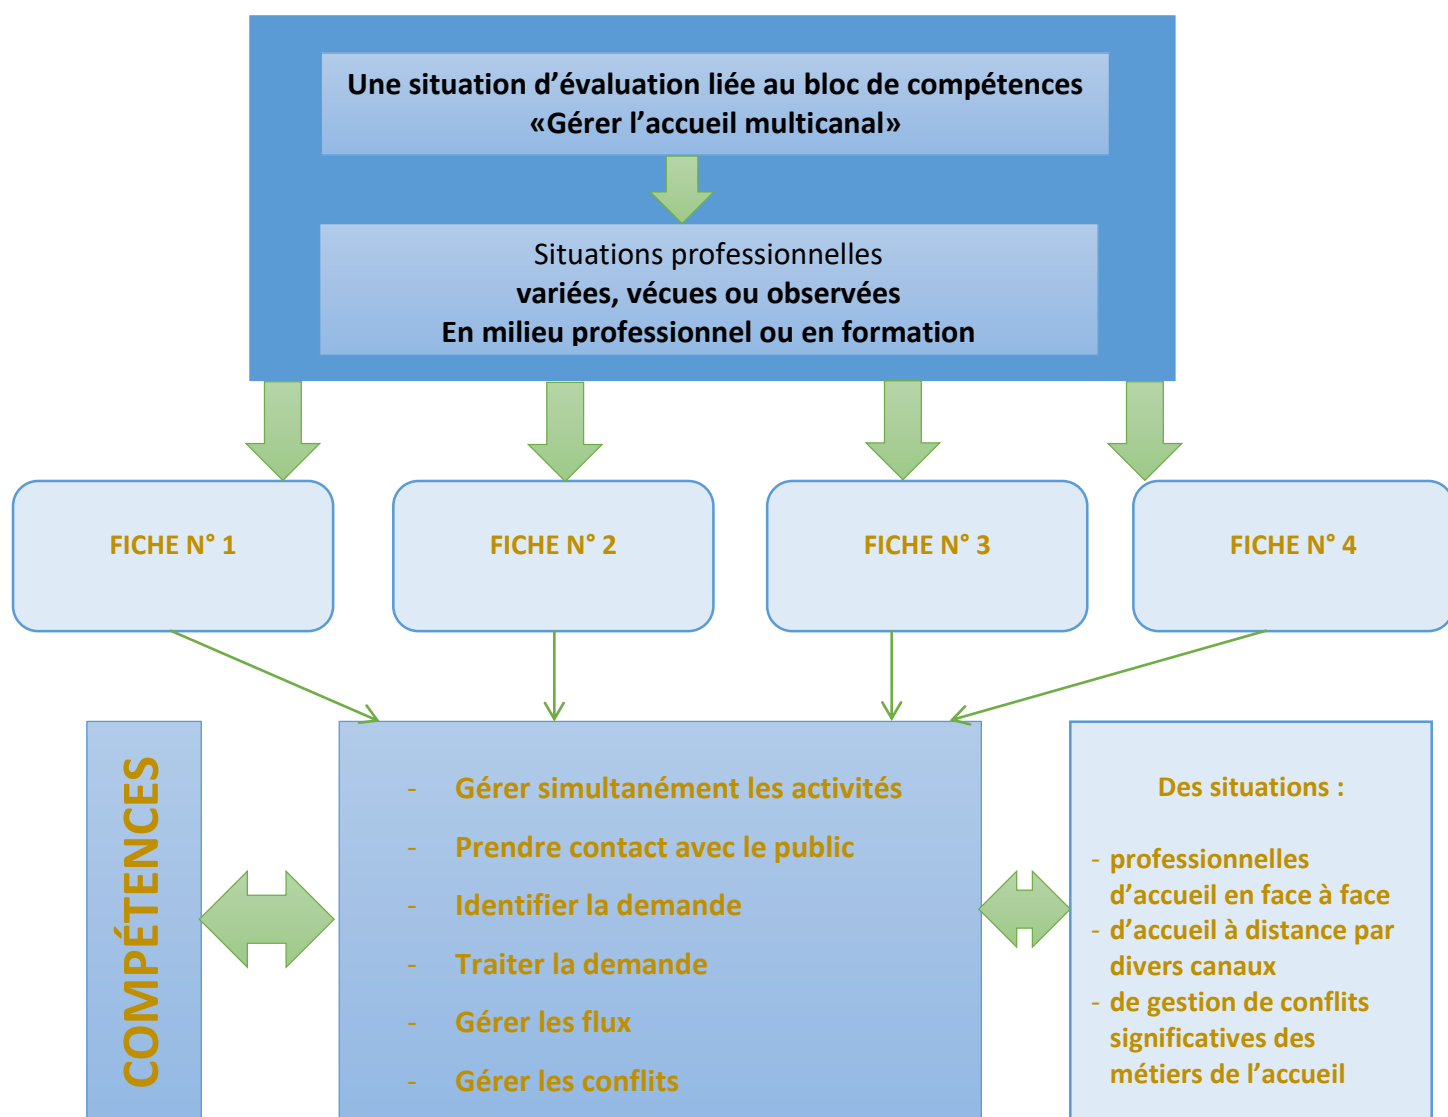 Une situation d’évaluation liée au bloc de compétences
«Gérer l’accueil multicanal»
Situations professionnelles
variées, vécues ou observées
En milieu professionnel ou en formation
FICHE N° 1
FICHE N° 2
FICHE N° 3
FICHE N° 4
COMPÉTENCES
- Gérer simultanément les activités
- Prendre contact avec le public
- Identifier la demande
- Traiter la demande
- Gérer les flux
- Gérer les conflits
Des situations :
- professionnelles
d’accueil en face à face
- d’accueil à distance par
divers canaux
- de gestion de conflits
significatives des
métiers de l’accueil